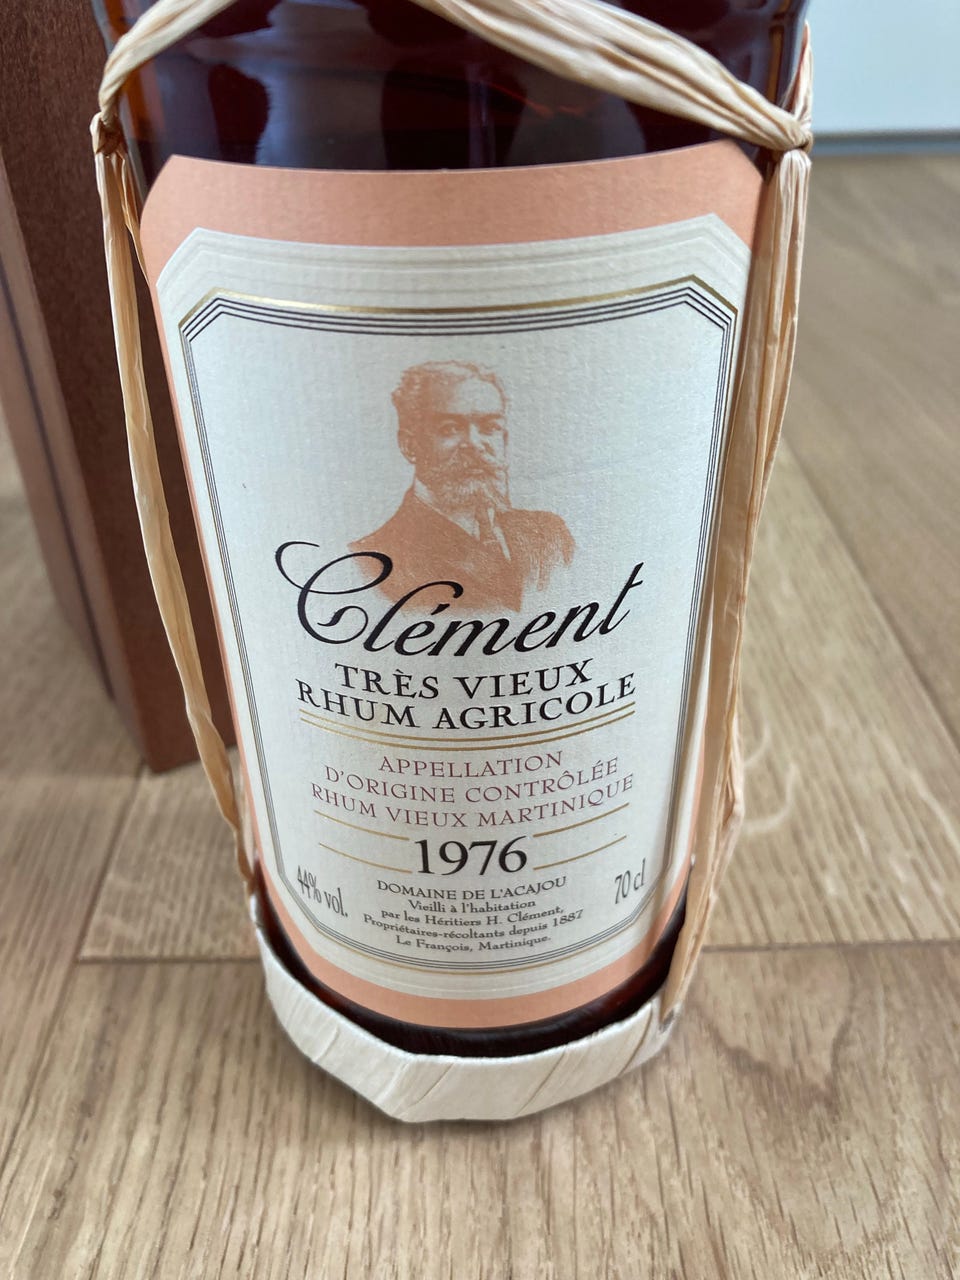 Clément
TRÈS VIEUX
RHUM AGRICOLE
APPELLATION
D'ORIGINE CONTRÔLÉE
RHUM VIEUX MARTINIQUE
1976
44% vol.
DOMAINE DE L'ACAJOU
Vieilli à l'habitation
par les Héritiers H. Clément,
Propriétaires-récoltants depuis 1887
Le François, Martinique.
70 cl